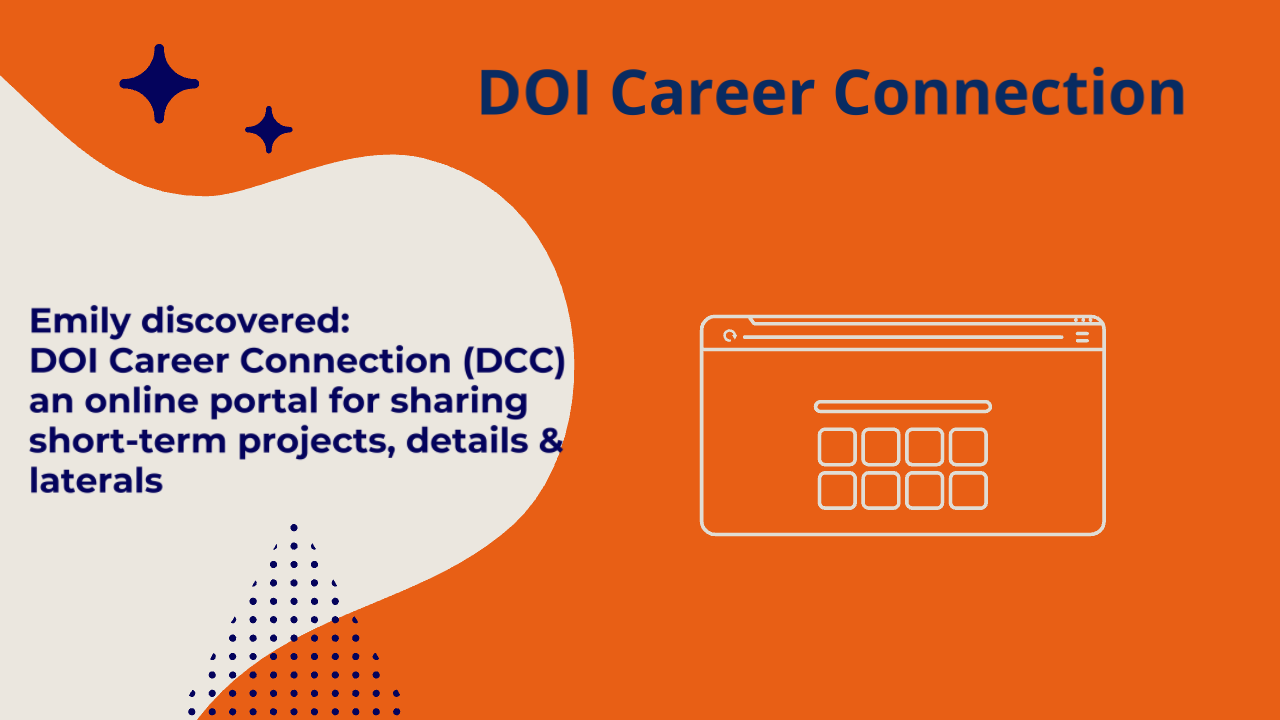 DOI Career Connection
Emily discovered:
DOI Career Connection (DCC)
an online portal for sharing
short-term projects, details &
laterals